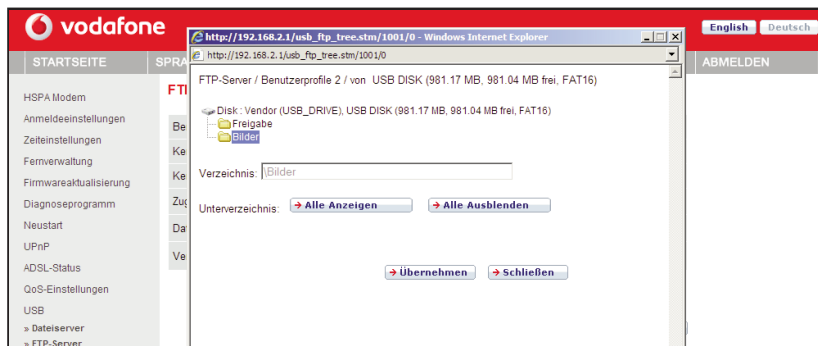 vodafone
http://192.168.2.1/usb_ftp_tree.stm/1001/0 - Windows Internet Explorer
English Deutsch
http://192.168.2.1/usb_ftp_tree.stm/1001/0
STARTSEITE SPRA ABMELDEN
FTP-Server / Benutzerprofile 2 / von USB DISK (981.17 MB, 981.04 MB frei, FAT16)
Disk : Vendor (USB_DRIVE), USB DISK (981.17 MB, 981.04 MB frei, FAT16)
Freigabe
Bilder
Verzeichnis: \Bilder
Unterverzeichnis: Alle Anzeigen Alle Ausblenden
Übernehmen Schließen
HSPA Modem
Anmeldeeinstellungen
Zeiteinstellungen
Fernverwaltung
Firmwareaktualisierung
Diagnoseprogramm
Neustart
UPnP
ADSL-Status
QoS-Einstellungen
USB
» Dateiserver
» FTP-Server
Be
Ke
Ke
Zug
Da
Ve